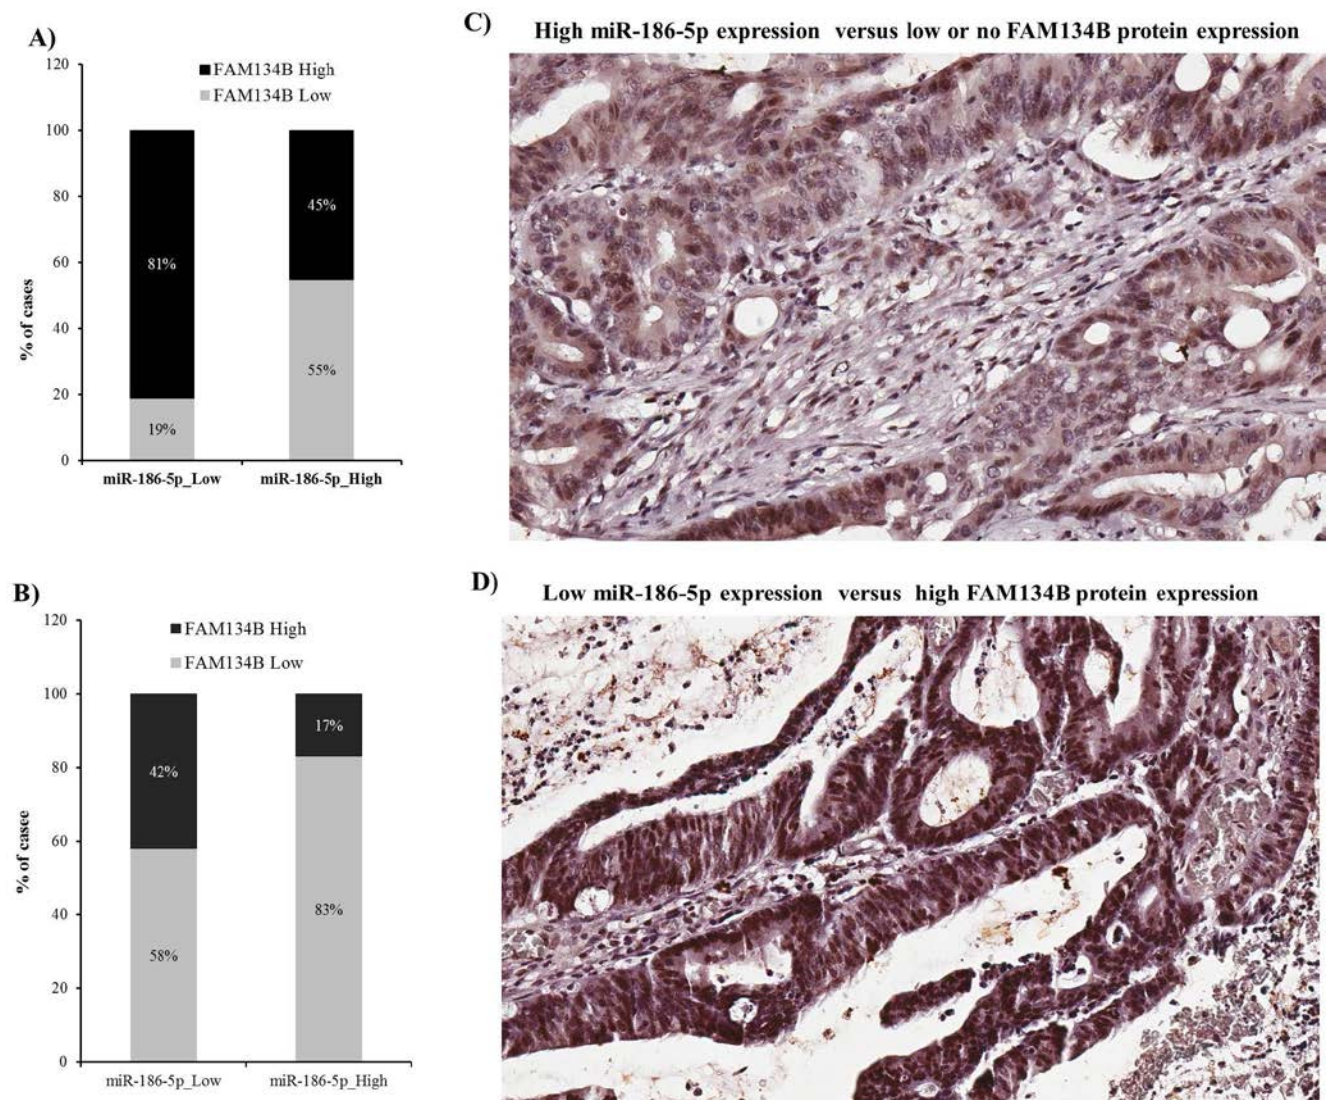 A)
120
FAM134B High
FAM134B Low
100
80
60
40
20
0
% of cases
81%
19%
45%
55%
miR-186-5p_Low
miR-186-5p_High
B)
120
FAM134B High
FAM134B Low
100
80
60
40
20
0
% of casee
42%
58%
17%
83%
miR-186-5p_Low
miR-186-5p_High
C)
High miR-186-5p expression versus low or no FAM134B protein expression
D)
Low miR-186-5p expression versus high FAM134B protein expression